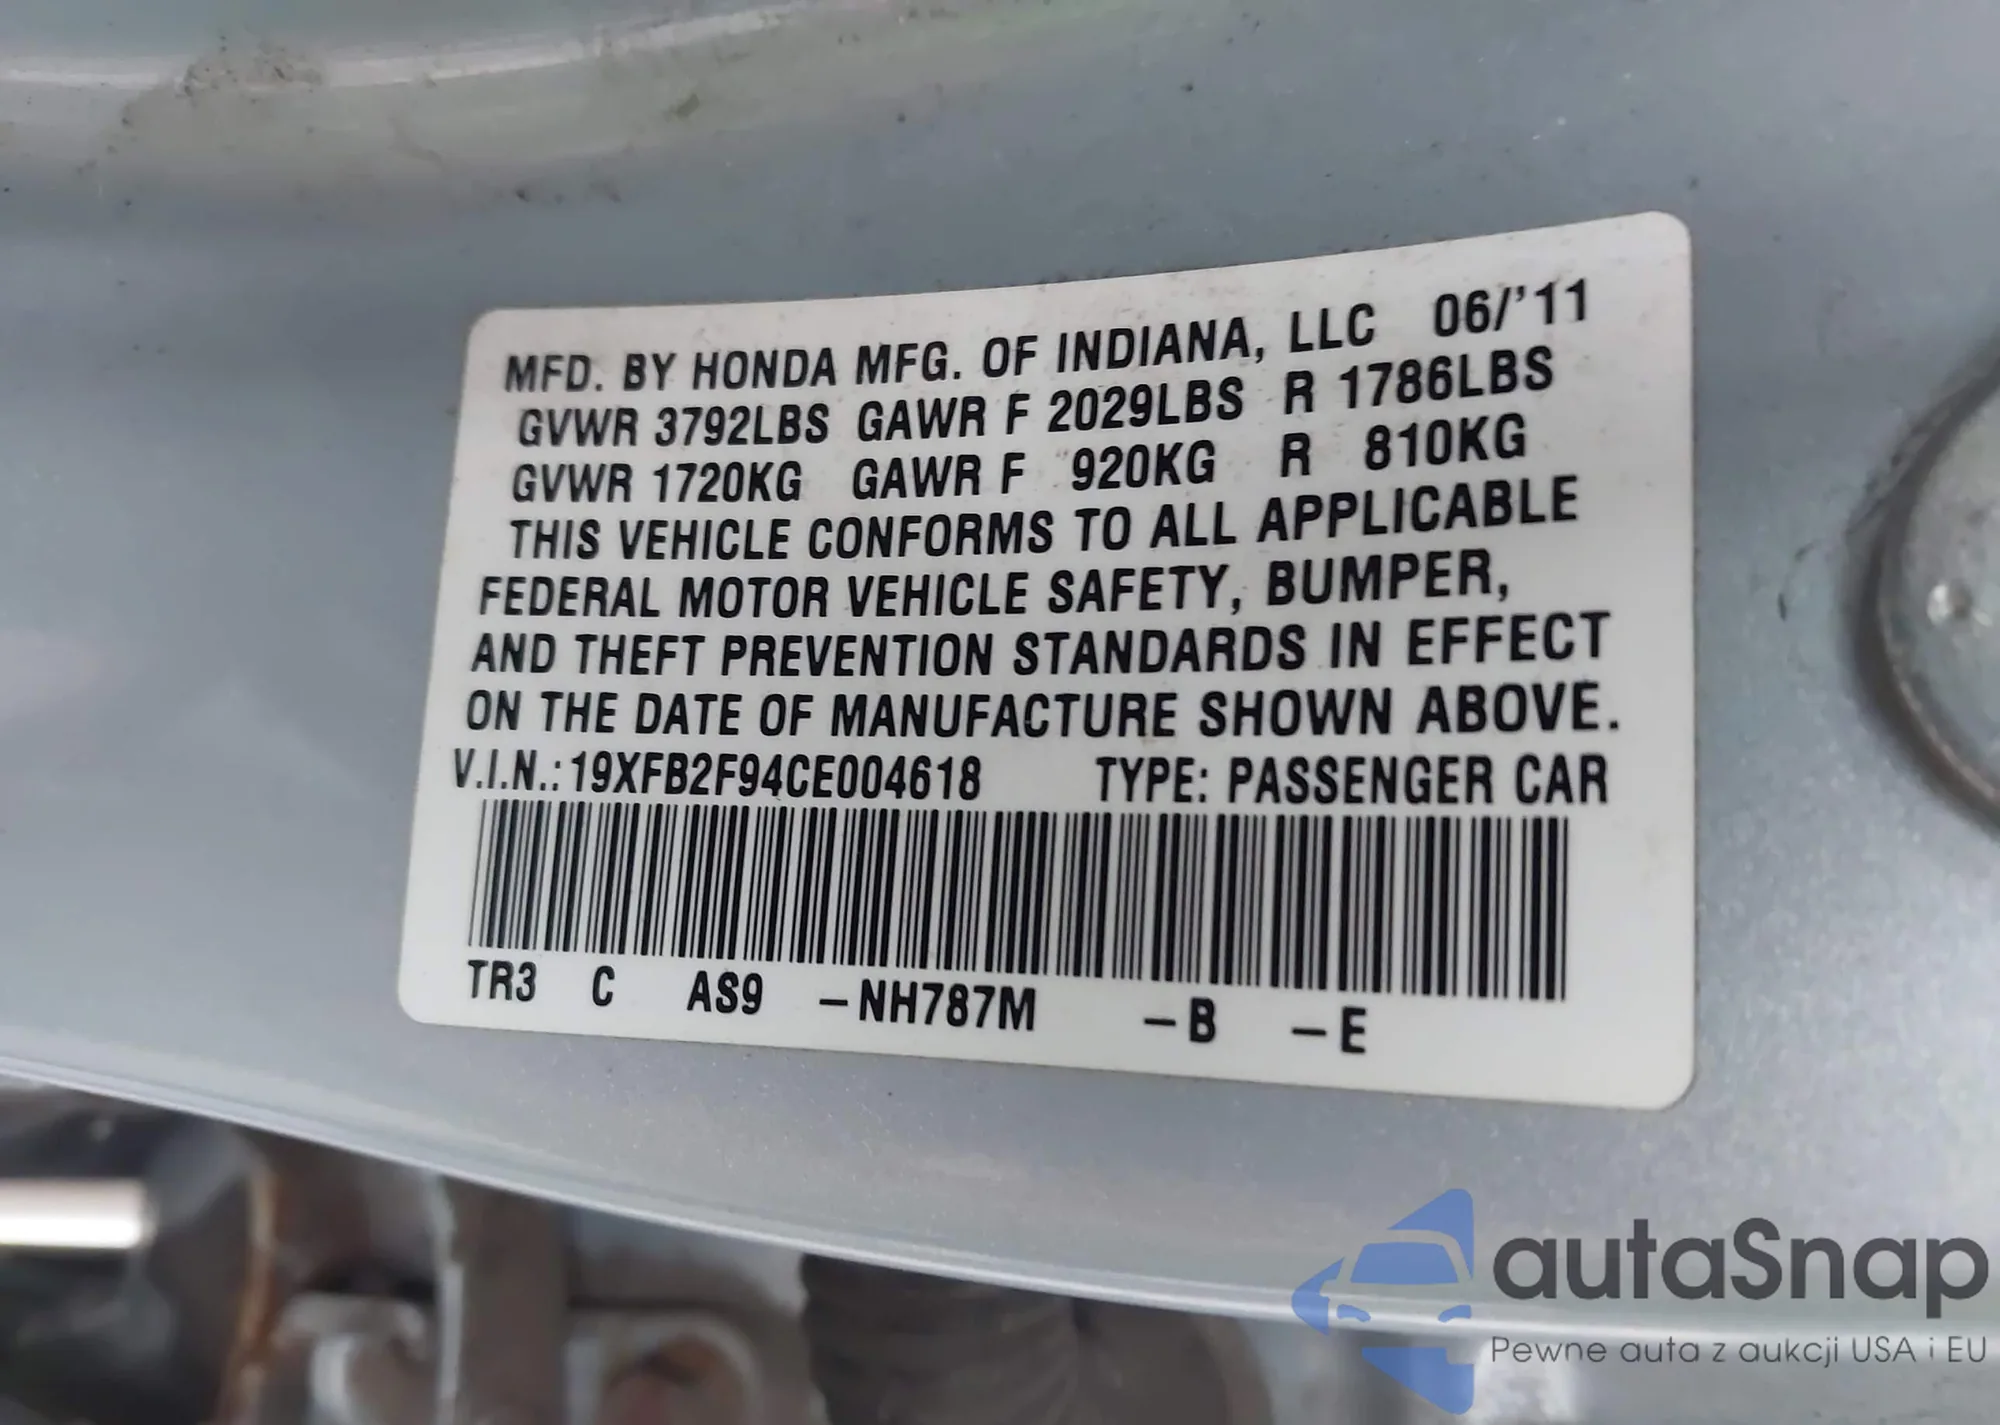 MFD. BY HONDA MFG. OF INDIANA, LLC 06/'11
GVWR 3792LBS GAWR F 2029LBS R 1786LBS
GVWR 1720KG GAWR F 920KG R 810KG
THIS VEHICLE CONFORMS TO ALL APPLICABLE
FEDERAL MOTOR VEHICLE SAFETY, BUMPER,
AND THEFT PREVENTION STANDARDS IN EFFECT
ON THE DATE OF MANUFACTURE SHOWN ABOVE.
V.I.N.: 19XFB2F94CE004618 TYPE: PASSENGER CAR
TR3 C AS9 -NH787M -B -E
autaSnap
Pewne auta z aukcji USA i EU